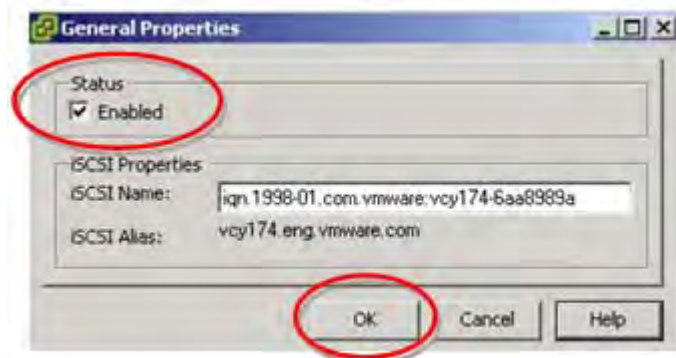 General Properties
Status
Enabled
iSCSI Properties
iSCSI Name: iqn.1998-01.com.vmware:vcy174-6aa8989a
iSCSI Alias: vcy174.eng.vmware.com
OK Cancel Help